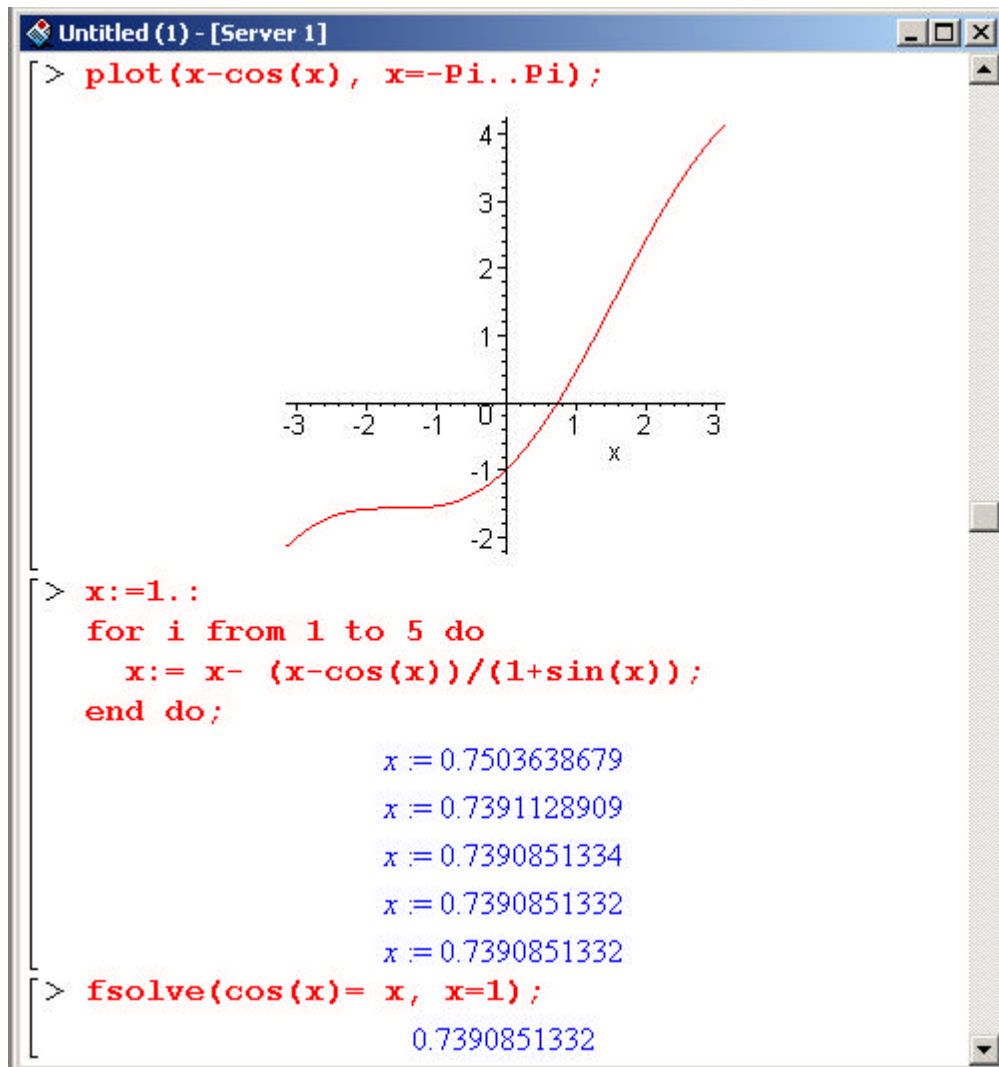 Untitled (1) - [Server 1]
> plot(x-cos(x), x=-Pi..Pi);
4
3
2
1
-3 -2 -1 0 1 2 3
x
-1
-2
> x:=1.:
for i from 1 to 5 do
x:= x- (x-cos(x))/(1+sin(x));
end do;
x := 0.7503638679
x := 0.7391128909
x := 0.7390851334
x := 0.7390851332
x := 0.7390851332
> fsolve(cos(x)= x, x=1);
0.7390851332